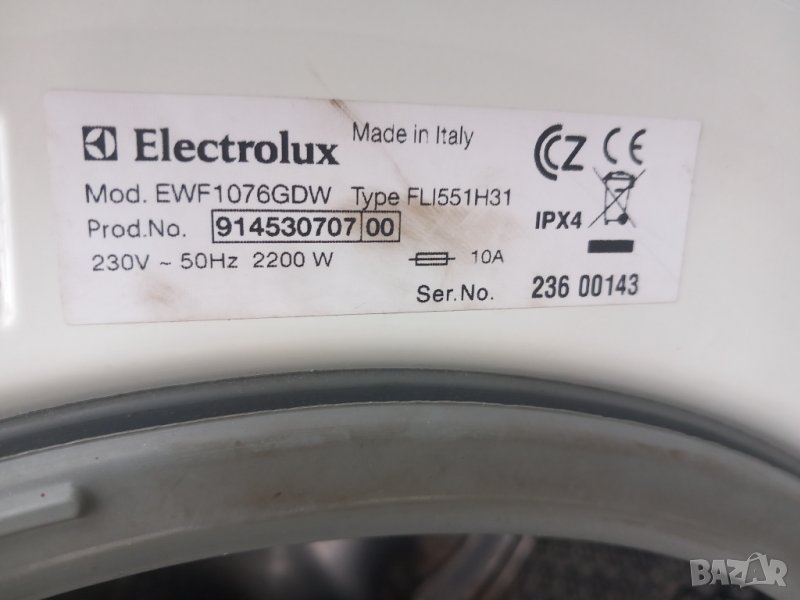 Electrolux Made in Italy
Mod. EWF1076GDW Type FLI551H31
Prod.No. 914530707 00
IPX4
230V ~ 50Hz 2200 W 10A
Ser.No. 236 00143
BAZAR